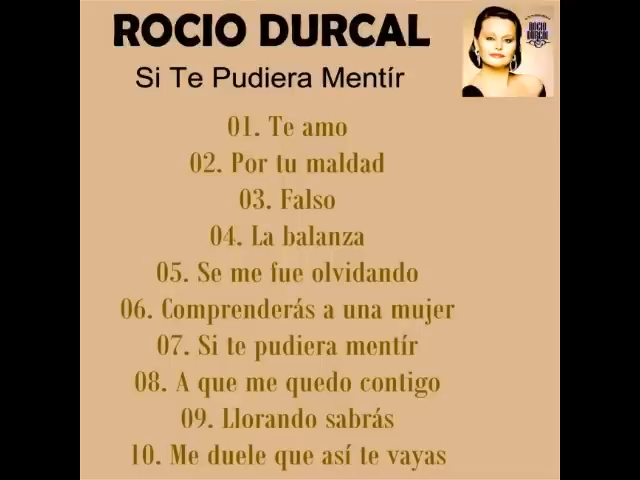 ROCIO DURCAL
Si Te Pudiera Mentír
ROCIO
DURCAL
01. Te amo
02. Por tu maldad
03. Falso
04. La balanza
05. Se me fue olvidando
06. Comprenderás a una mujer
07. Si te pudiera mentír
08. A que me quedo contigo
09. Llorando sabrás
10. Me duele que así te vayas